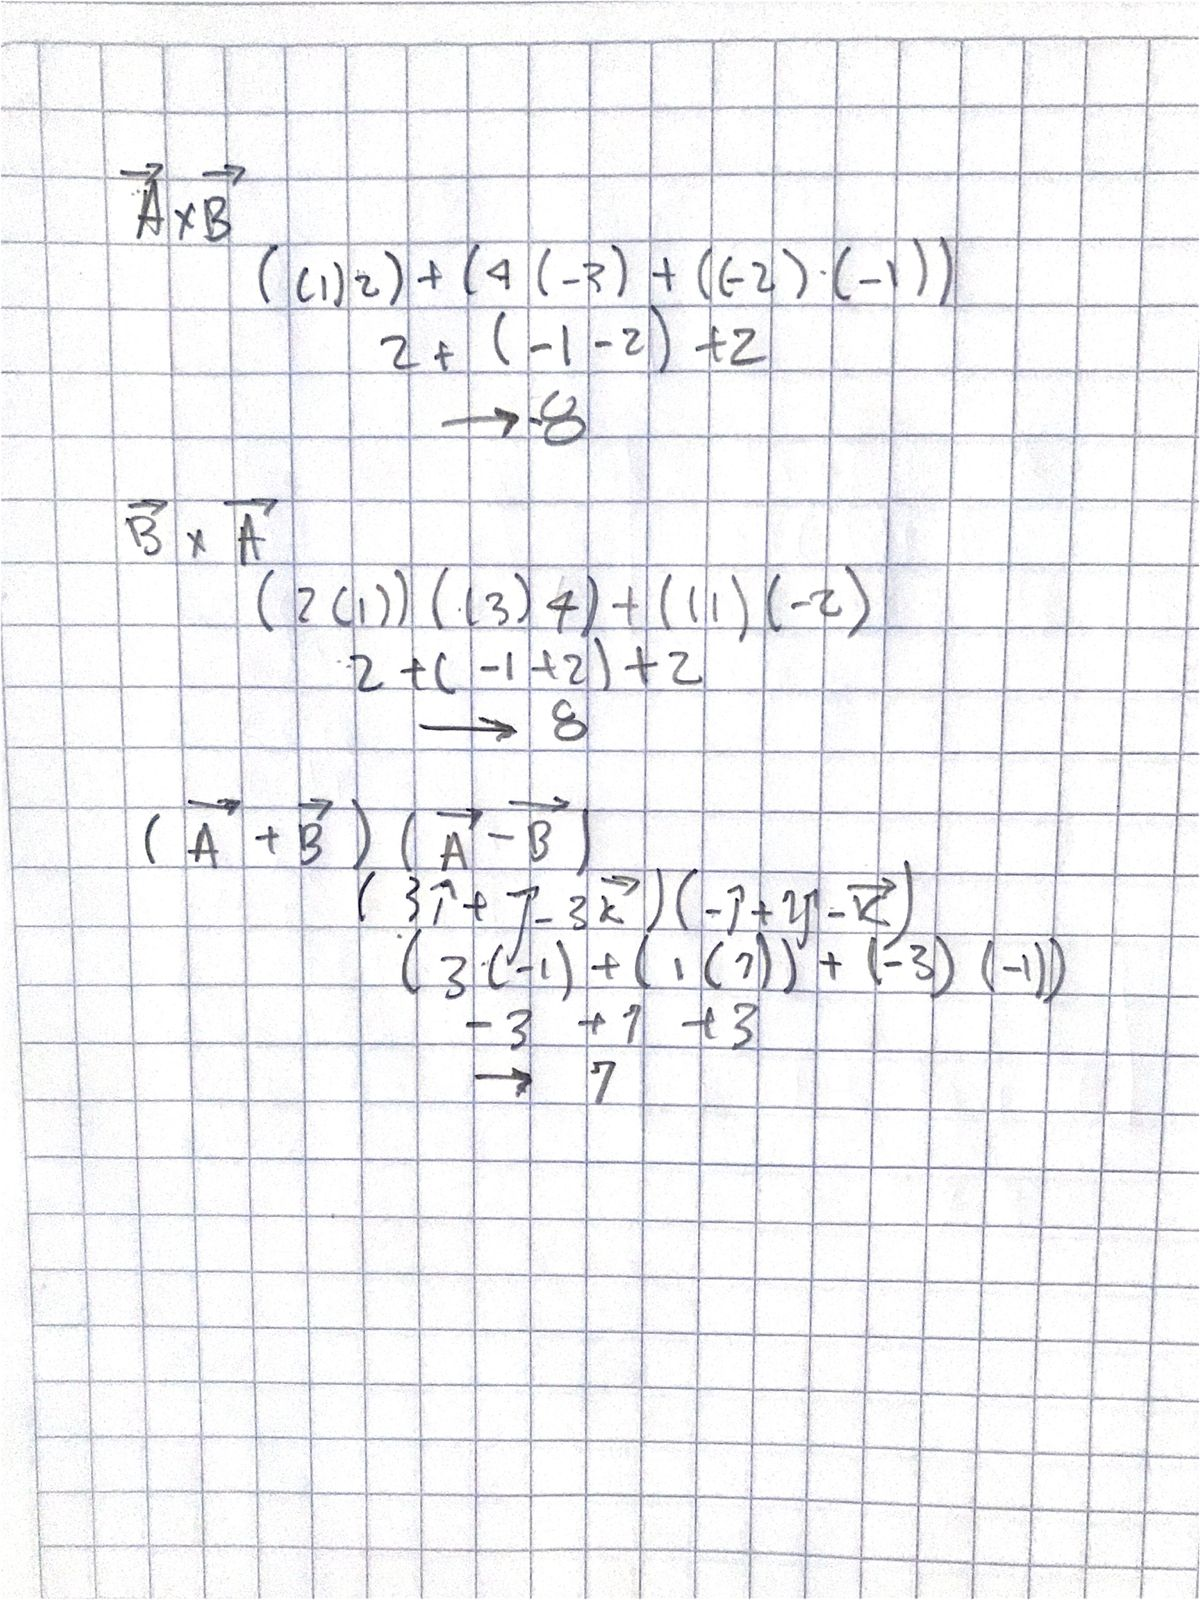 A⃗ x B⃗
((1)2) + (4(-3) + ((-2)·(-1))
2 + (-1-2) +2
→ -8
B⃗ x A⃗
(2(1))((3)4) + (11)(-2)
2 +( -1+2) +2
→ 8
(A⃗ + B⃗)(A⃗ - B⃗)
(3î + ĵ - 3k⃗)(-ĵ + 7ĵ - k⃗)
(3(-1) + (1(7)) + (-3)(-1))
-3 +7 +3
→ 7